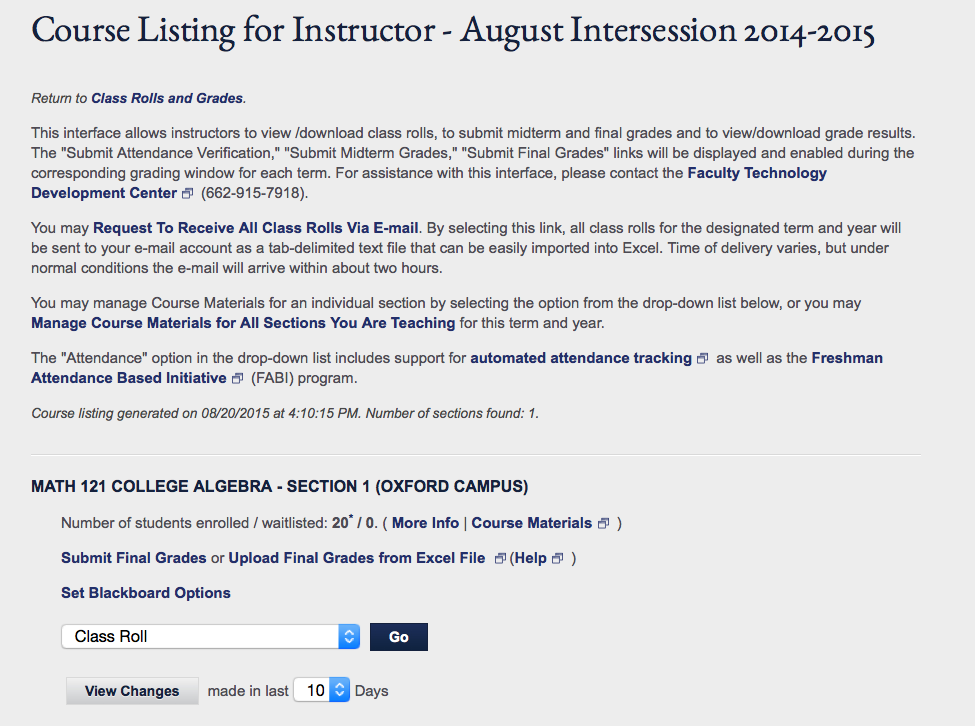 Course Listing for Instructor - August Intersession 2014-2015
Return to Class Rolls and Grades.
This interface allows instructors to view /download class rolls, to submit midterm and final grades and to view/download grade results.
The "Submit Attendance Verification," "Submit Midterm Grades," "Submit Final Grades" links will be displayed and enabled during the
corresponding grading window for each term. For assistance with this interface, please contact the Faculty Technology
Development Center (662-915-7918).
You may Request To Receive All Class Rolls Via E-mail. By selecting this link, all class rolls for the designated term and year will
be sent to your e-mail account as a tab-delimited text file that can be easily imported into Excel. Time of delivery varies, but under
normal conditions the e-mail will arrive within about two hours.
You may manage Course Materials for an individual section by selecting the option from the drop-down list below, or you may
Manage Course Materials for All Sections You Are Teaching for this term and year.
The "Attendance" option in the drop-down list includes support for automated attendance tracking as well as the Freshman
Attendance Based Initiative (FABI) program.
Course listing generated on 08/20/2015 at 4:10:15 PM. Number of sections found: 1.
MATH 121 COLLEGE ALGEBRA - SECTION 1 (OXFORD CAMPUS)
Number of students enrolled / waitlisted: 20* / 0. ( More Info | Course Materials )
Submit Final Grades or Upload Final Grades from Excel File (Help )
Set Blackboard Options
Class Roll Go
View Changes made in last 10 Days